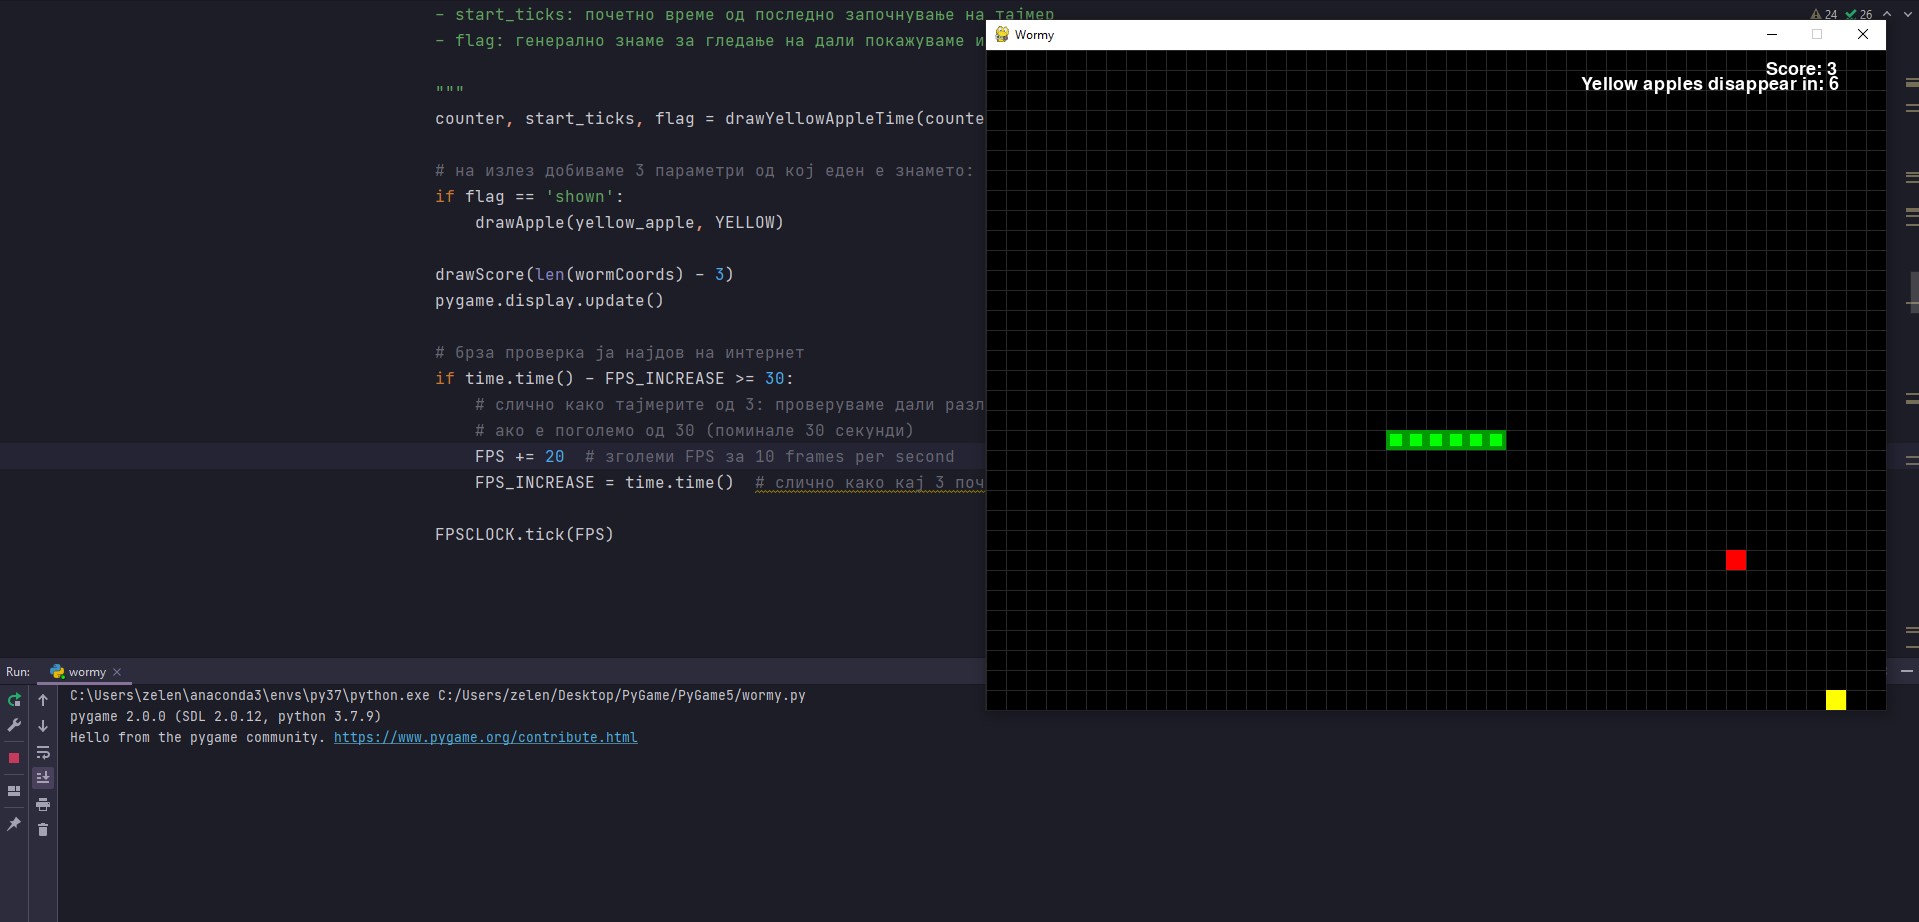 - start_ticks: почетно време од последно започнување на тајмер
- flag: генерално знаме за гледање на дали покажуваме и
"""
counter, start_ticks, flag = drawYellowAppleTime(counte
# на излез добиваме 3 параметри од кој еден е знамето:
if flag == 'shown':
drawApple(yellow_apple, YELLOW)
drawScore(len(wormCoords) - 3)
pygame.display.update()
# брза проверка ја најдов на интернет
if time.time() - FPS_INCREASE >= 30:
# слично како тајмерите од 3: проверуваме дали разл
# ако е поголемо од 30 (поминале 30 секунди)
FPS += 20  # зголеми FPS за 10 frames per second
FPS_INCREASE = time.time()  # слично како кај 3 поч
FPSCLOCK.tick(FPS)
24 26
Wormy
Score: 3
Yellow apples disappear in: 6
Run: wormy
C:\Users\zelen\anaconda3\envs\py37\python.exe C:/Users/zelen/Desktop/PyGame/PyGame5/wormy.py
pygame 2.0.0 (SDL 2.0.12, python 3.7.9)
Hello from the pygame community. https://www.pygame.org/contribute.html